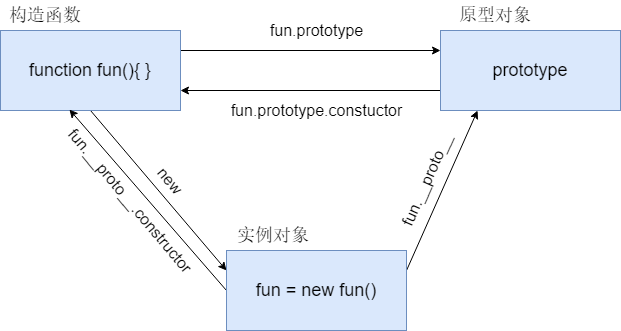 构造函数
原型对象
fun.prototype
function fun(){ }
prototype
fun.prototype.constuctor
new
fun.__proto__.constructor
fun.__proto__
实例对象
fun = new fun()